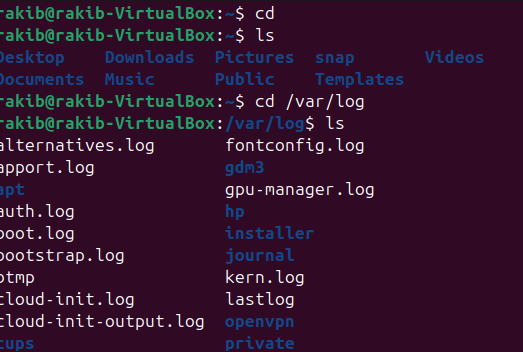 rakib@rakib-VirtualBox:~$ cd
rakib@rakib-VirtualBox:~$ ls
Desktop Downloads Pictures snap Videos
Documents Music Public Templates
rakib@rakib-VirtualBox:~$ cd /var/log
rakib@rakib-VirtualBox:/var/log$ ls
alternatives.log fontconfig.log
apport.log gdm3
apt gpu-manager.log
auth.log hp
boot.log installer
bootstrap.log journal
btmp kern.log
cloud-init.log lastlog
cloud-init-output.log openvpn
cups private